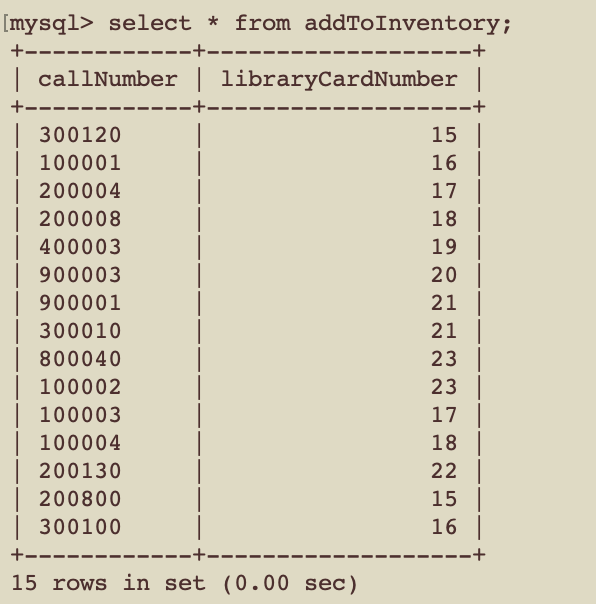 [mysql> select * from addToInventory;
+------------+-------------------+
| callNumber | libraryCardNumber |
+------------+-------------------+
| 300120     |                15 |
| 100001     |                16 |
| 200004     |                17 |
| 200008     |                18 |
| 400003     |                19 |
| 900003     |                20 |
| 900001     |                21 |
| 300010     |                21 |
| 800040     |                23 |
| 100002     |                23 |
| 100003     |                17 |
| 100004     |                18 |
| 200130     |                22 |
| 200800     |                15 |
| 300100     |                16 |
+------------+-------------------+
15 rows in set (0.00 sec)